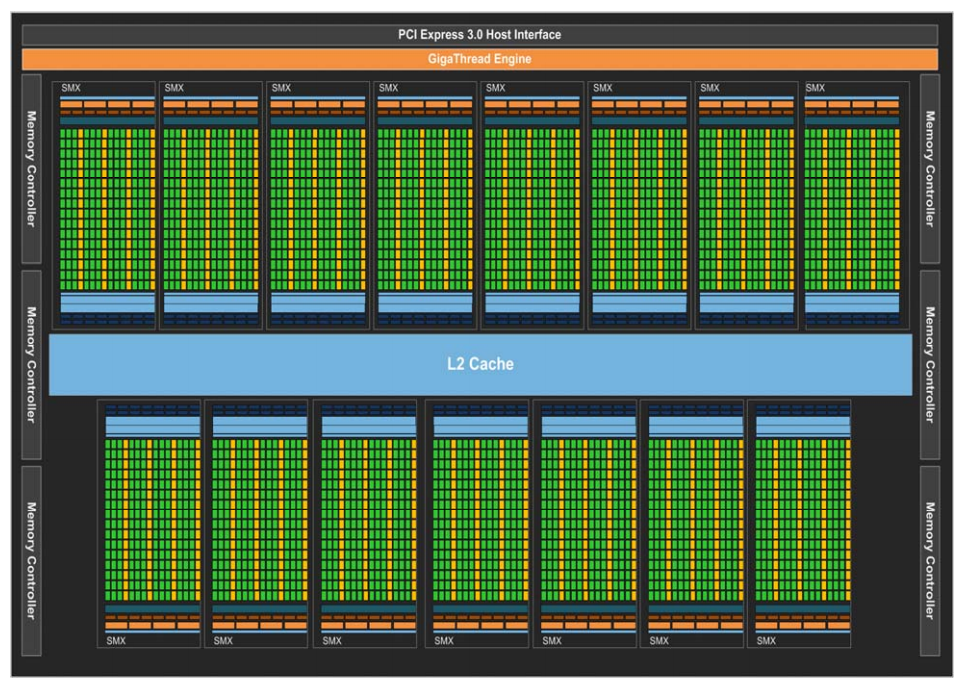 PCI Express 3.0 Host Interface
GigaThread Engine
SMX SMX SMX SMX SMX SMX SMX SMX
Memory Controller
Memory Controller
Memory Controller
Memory Controller
L2 Cache
Memory Controller
Memory Controller
SMX SMX SMX SMX SMX SMX SMX